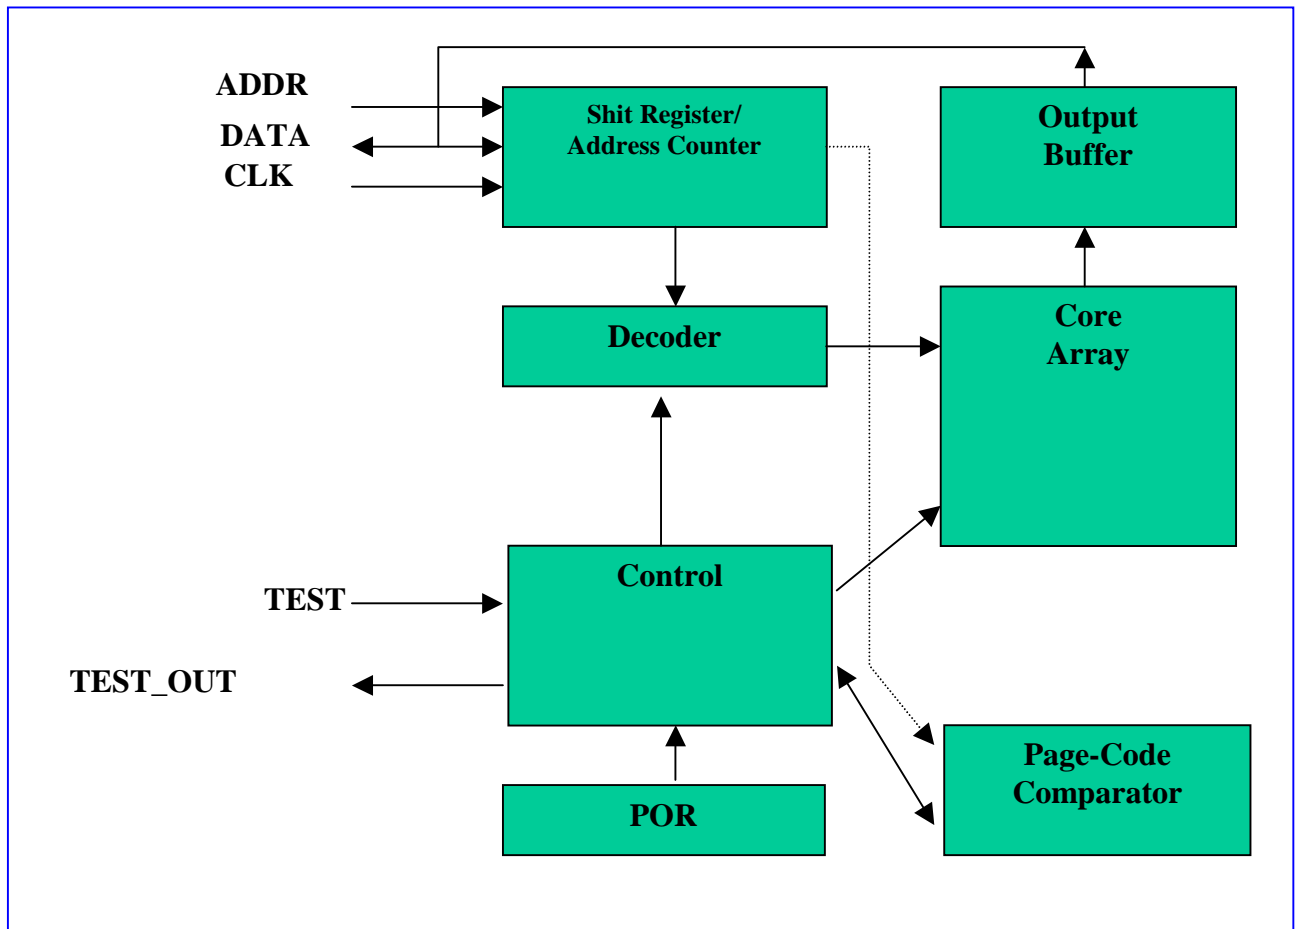 ADDR
DATA
CLK
Shit Register/
Address Counter
Output
Buffer
Decoder
Core
Array
Control
TEST
TEST_OUT
POR
Page-Code
Comparator